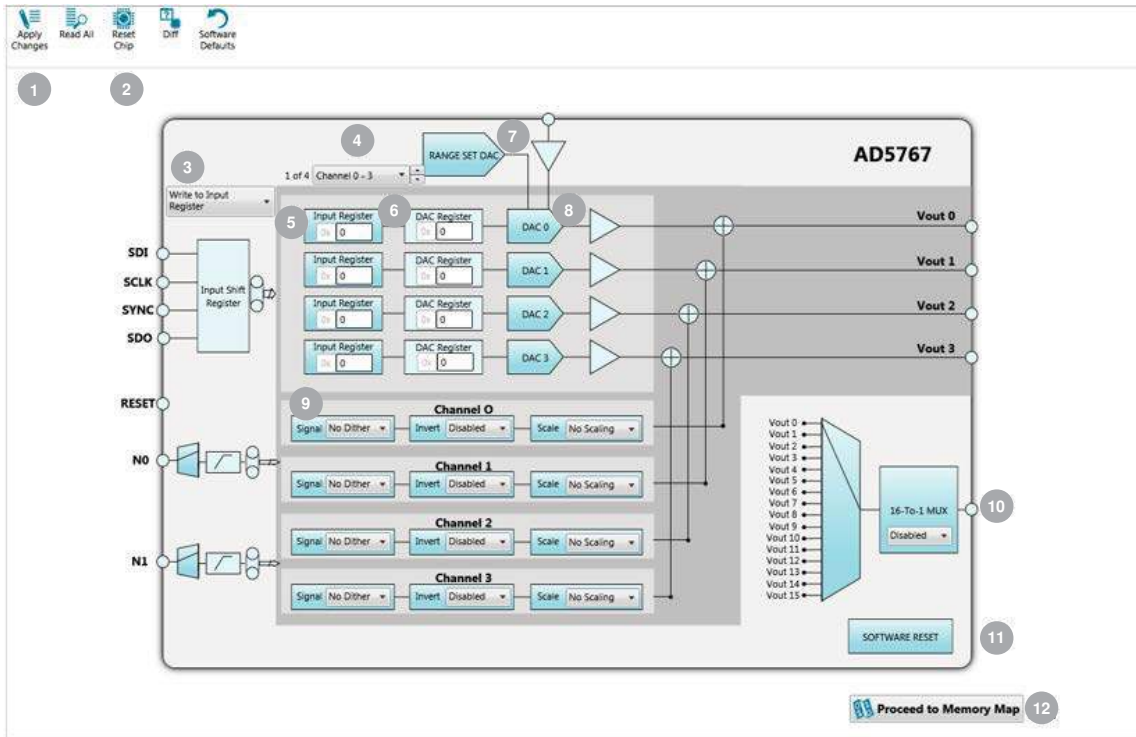 Apply Changes
Read All
Reset Chip
Diff
Software Defaults
1
2
3
4
7
RANGE SET DAC
AD5767
1 of 4 Channel 0 - 3
Write to Input
Register
5
6
8
Input Register
0x 0
DAC Register
0x 0
DAC 0
Vout 0
Input Register
0x 0
DAC Register
0x 0
DAC 1
Vout 1
Input Register
0x 0
DAC Register
0x 0
DAC 2
Vout 2
Input Register
0x 0
DAC Register
0x 0
DAC 3
Vout 3
SDI
SCLK
SYNC
SDO
Input Shift
Register
RESET
N0
N1
9
Channel O
Signal No Dither Invert Disabled Scale No Scaling
Channel 1
Signal No Dither Invert Disabled Scale No Scaling
Channel 2
Signal No Dither Invert Disabled Scale No Scaling
Channel 3
Signal No Dither Invert Disabled Scale No Scaling
Vout 0
Vout 1
Vout 2
Vout 3
Vout 4
Vout 5
Vout 6
Vout 7
Vout 8
Vout 9
Vout 10
Vout 11
Vout 12
Vout 13
Vout 14
Vout 15
16-To-1 MUX
Disabled
10
SOFTWARE RESET
11
Proceed to Memory Map
12